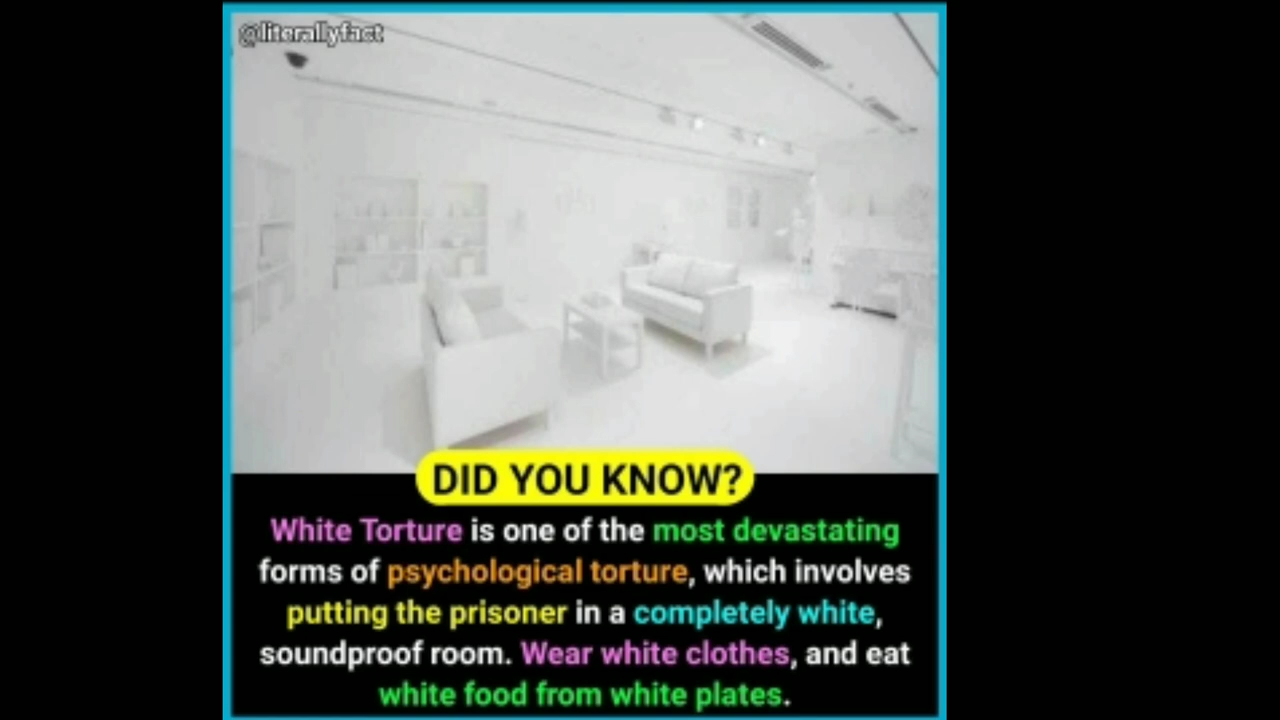 @literallyfact
DID YOU KNOW?
White Torture is one of the most devastating
forms of psychological torture, which involves
putting the prisoner in a completely white,
soundproof room. Wear white clothes, and eat
white food from white plates.